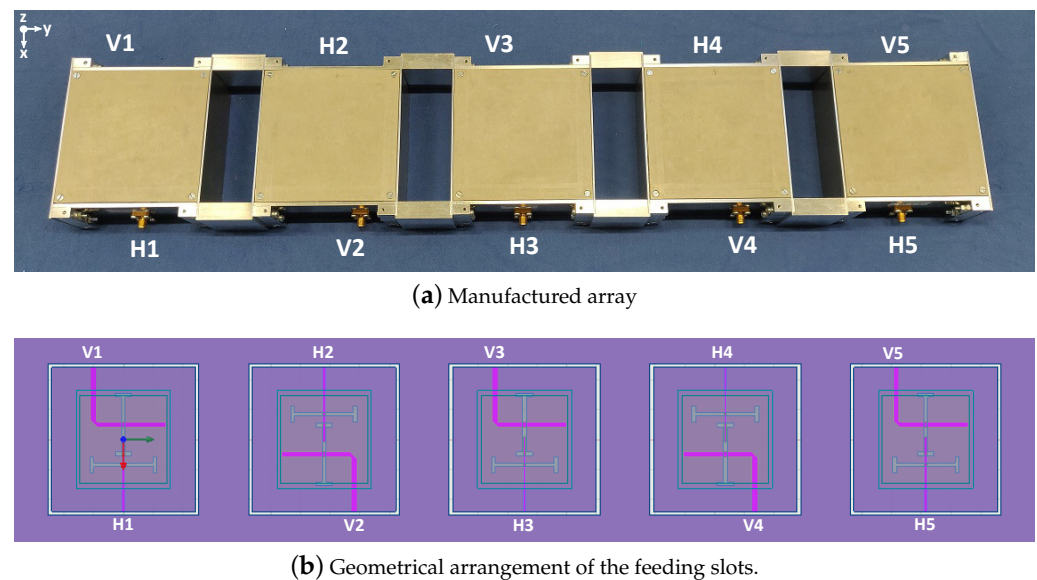 z
y
x
V1 H2 V3 H4 V5
H1 V2 H3 V4 H5
(a) Manufactured array
V1 H2 V3 H4 V5
H1 V2 H3 V4 H5
(b) Geometrical arrangement of the feeding slots.